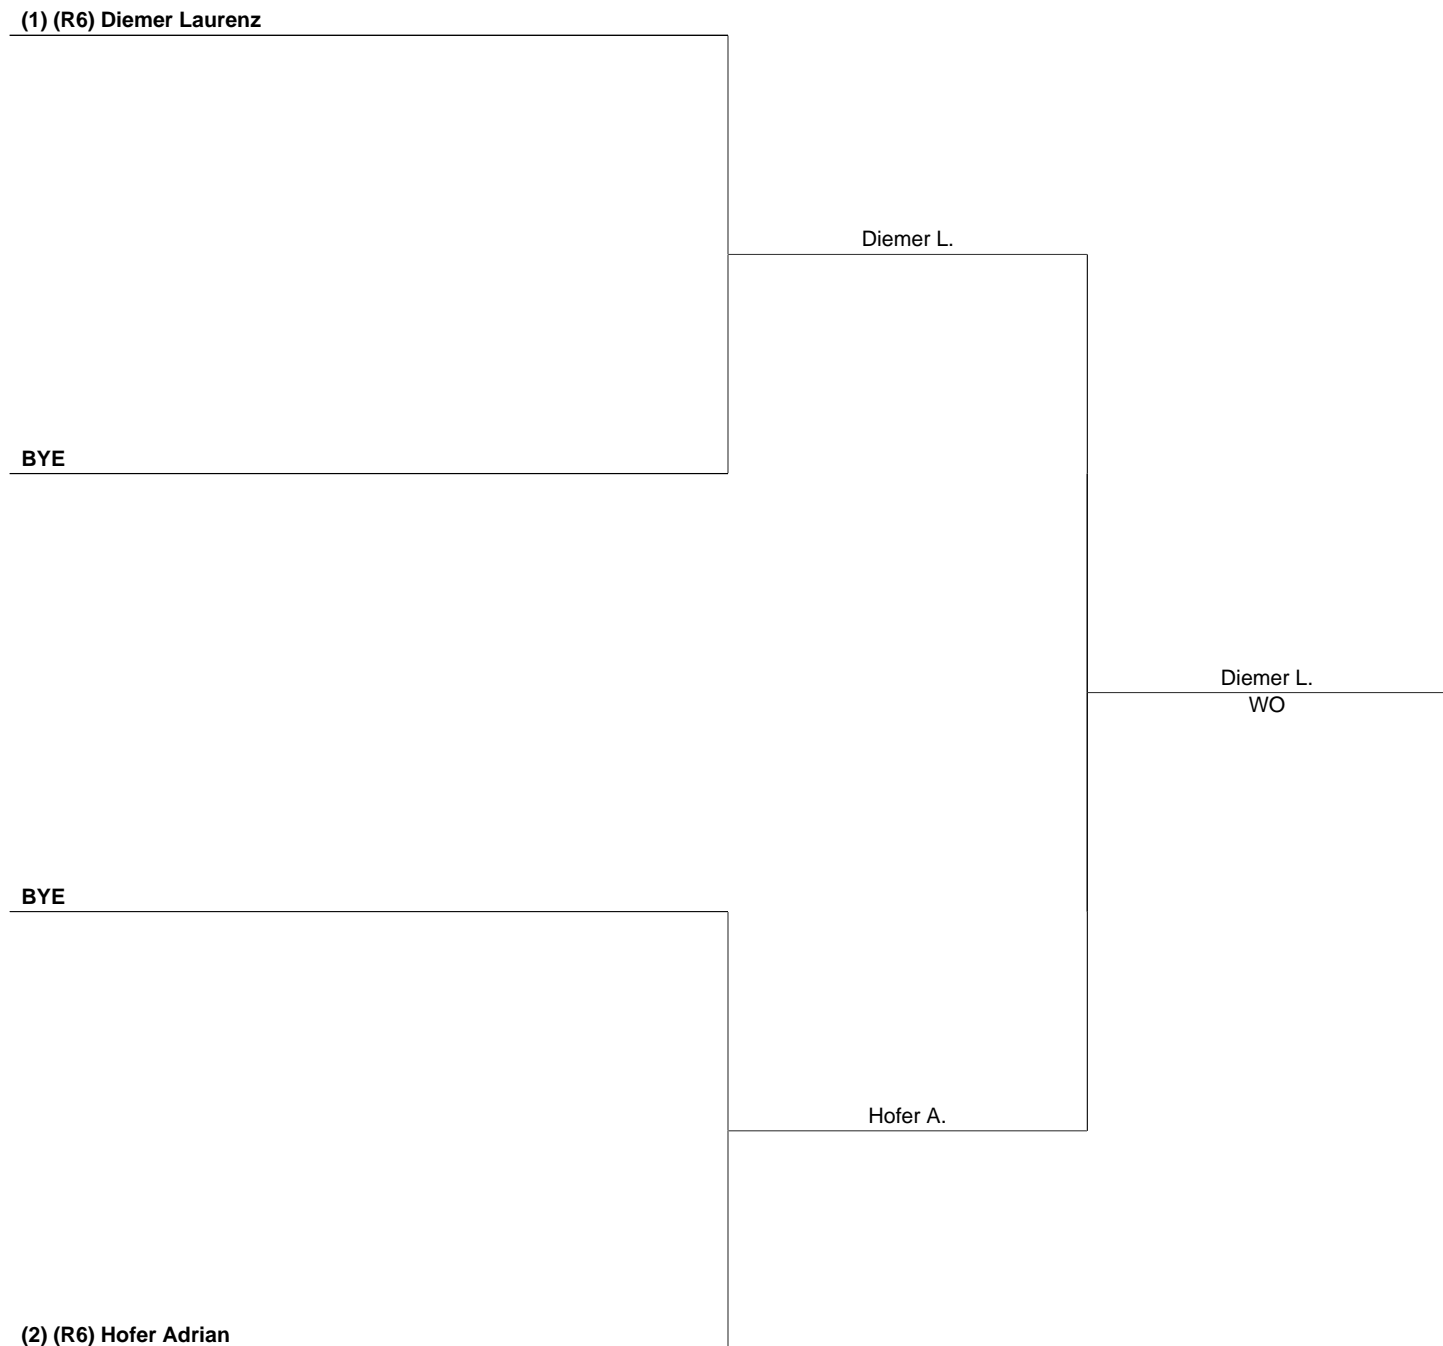 (1) (R6) Diemer Laurenz
Diemer L.
BYE
Diemer L.
WO
BYE
Hofer A.
(2) (R6) Hofer Adrian